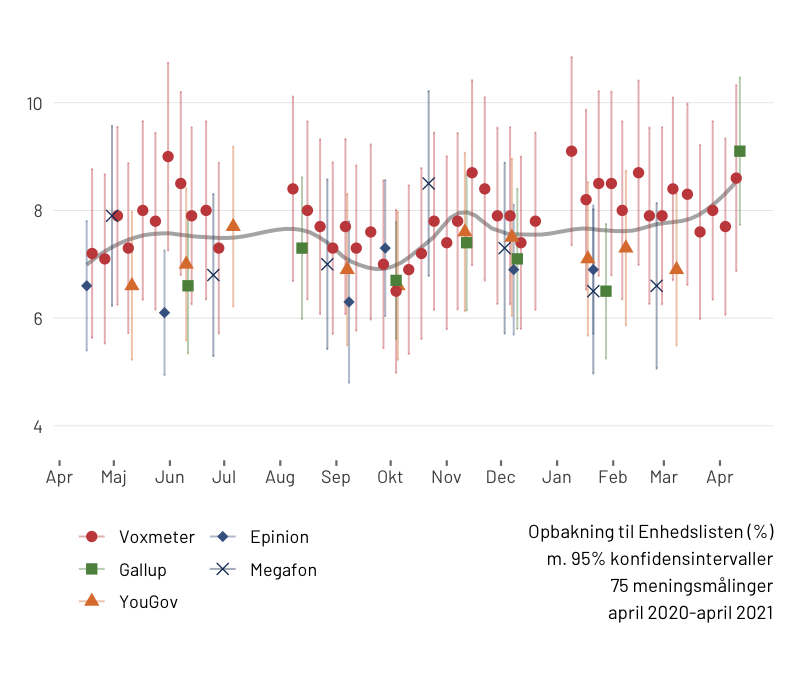 10
8
6
4
Apr Maj Jun Jul Aug Sep Okt Nov Dec Jan Feb Mar Apr
Voxmeter Epinion
Gallup Megafon
YouGov
Opbakning til Enhedslisten (%)
m. 95% konfidensintervaller
75 meningsmålinger
april 2020-april 2021